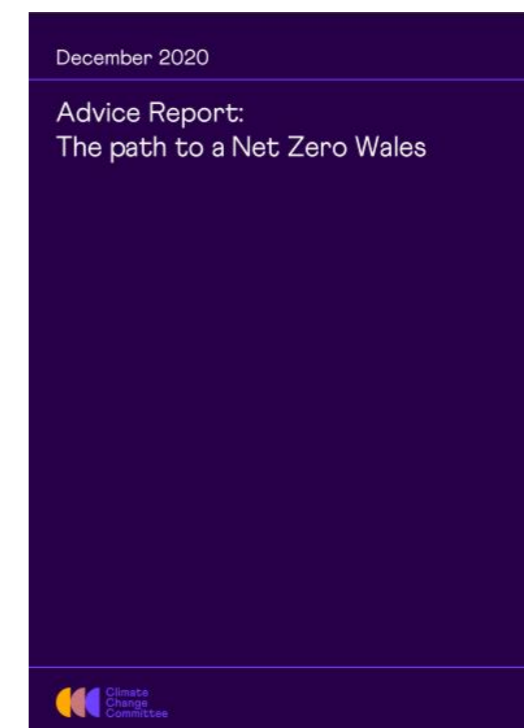 December 2020
Advice Report:
The path to a Net Zero Wales
Climate
Change
Committee